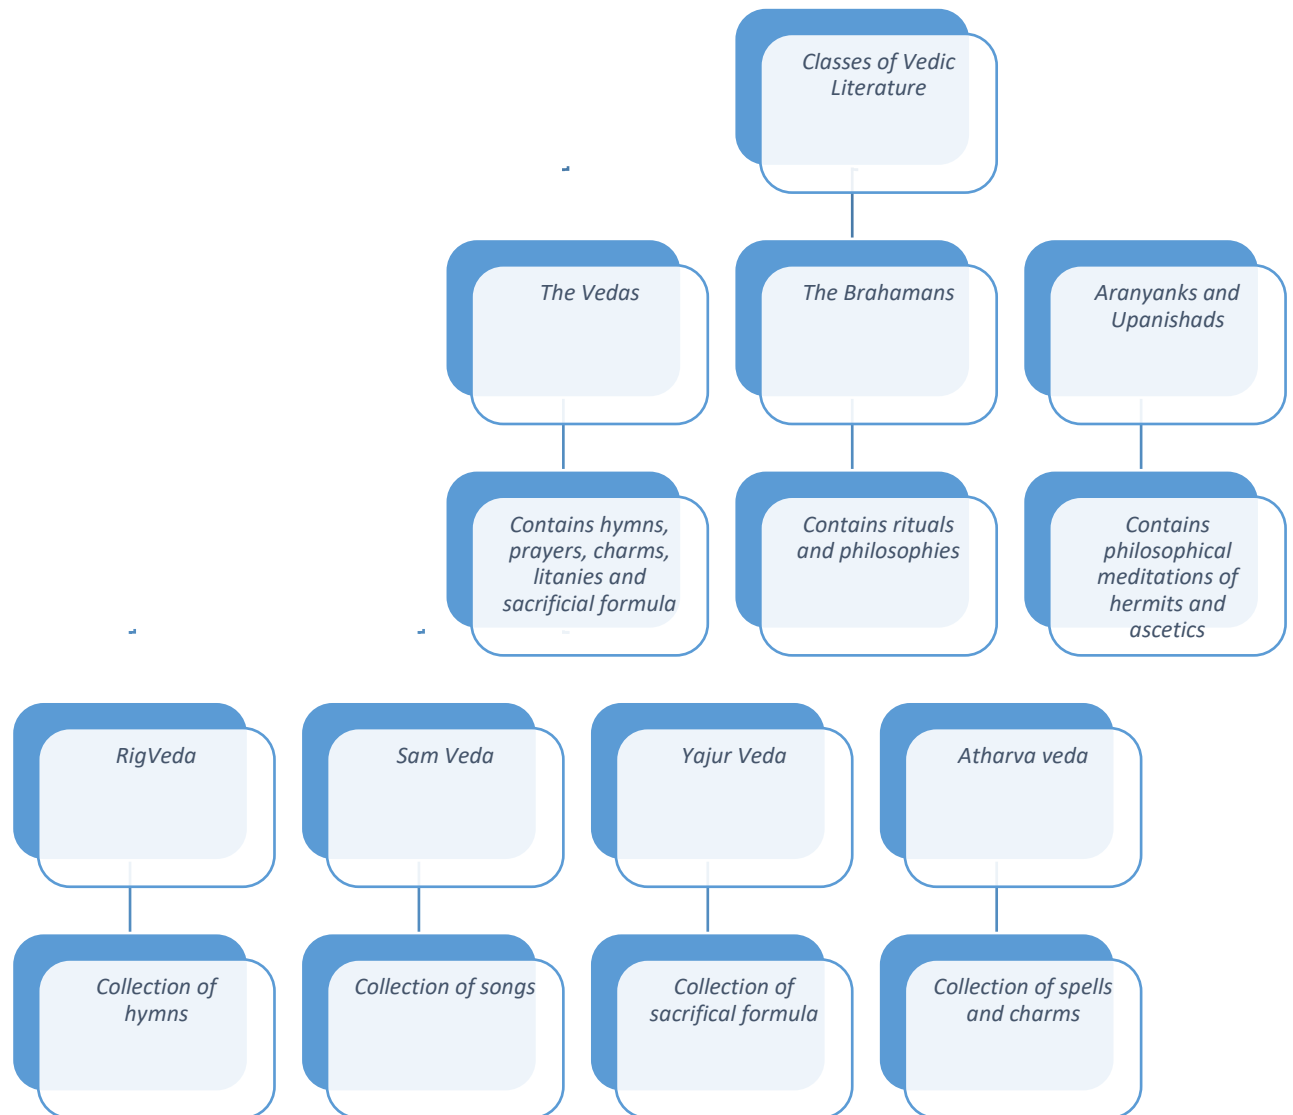 Classes of Vedic
Literature
The Vedas
The Brahamans
Aranyanks and
Upanishads
Contains hymns,
prayers, charms,
litanies and
sacrificial formula
Contains rituals
and philosophies
Contains
philosophical
meditations of
hermits and
ascetics
RigVeda
Sam Veda
Yajur Veda
Atharva veda
Collection of
hymns
Collection of songs
Collection of
sacrifical formula
Collection of spells
and charms